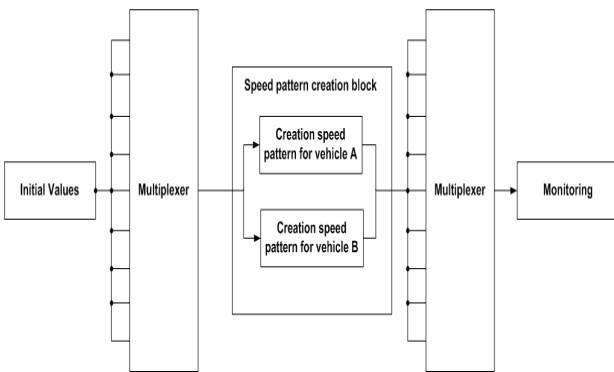 Initial Values
Multiplexer
Speed pattern creation block
Creation speed
pattern for vehicle A
Creation speed
pattern for vehicle B
Multiplexer
Monitoring